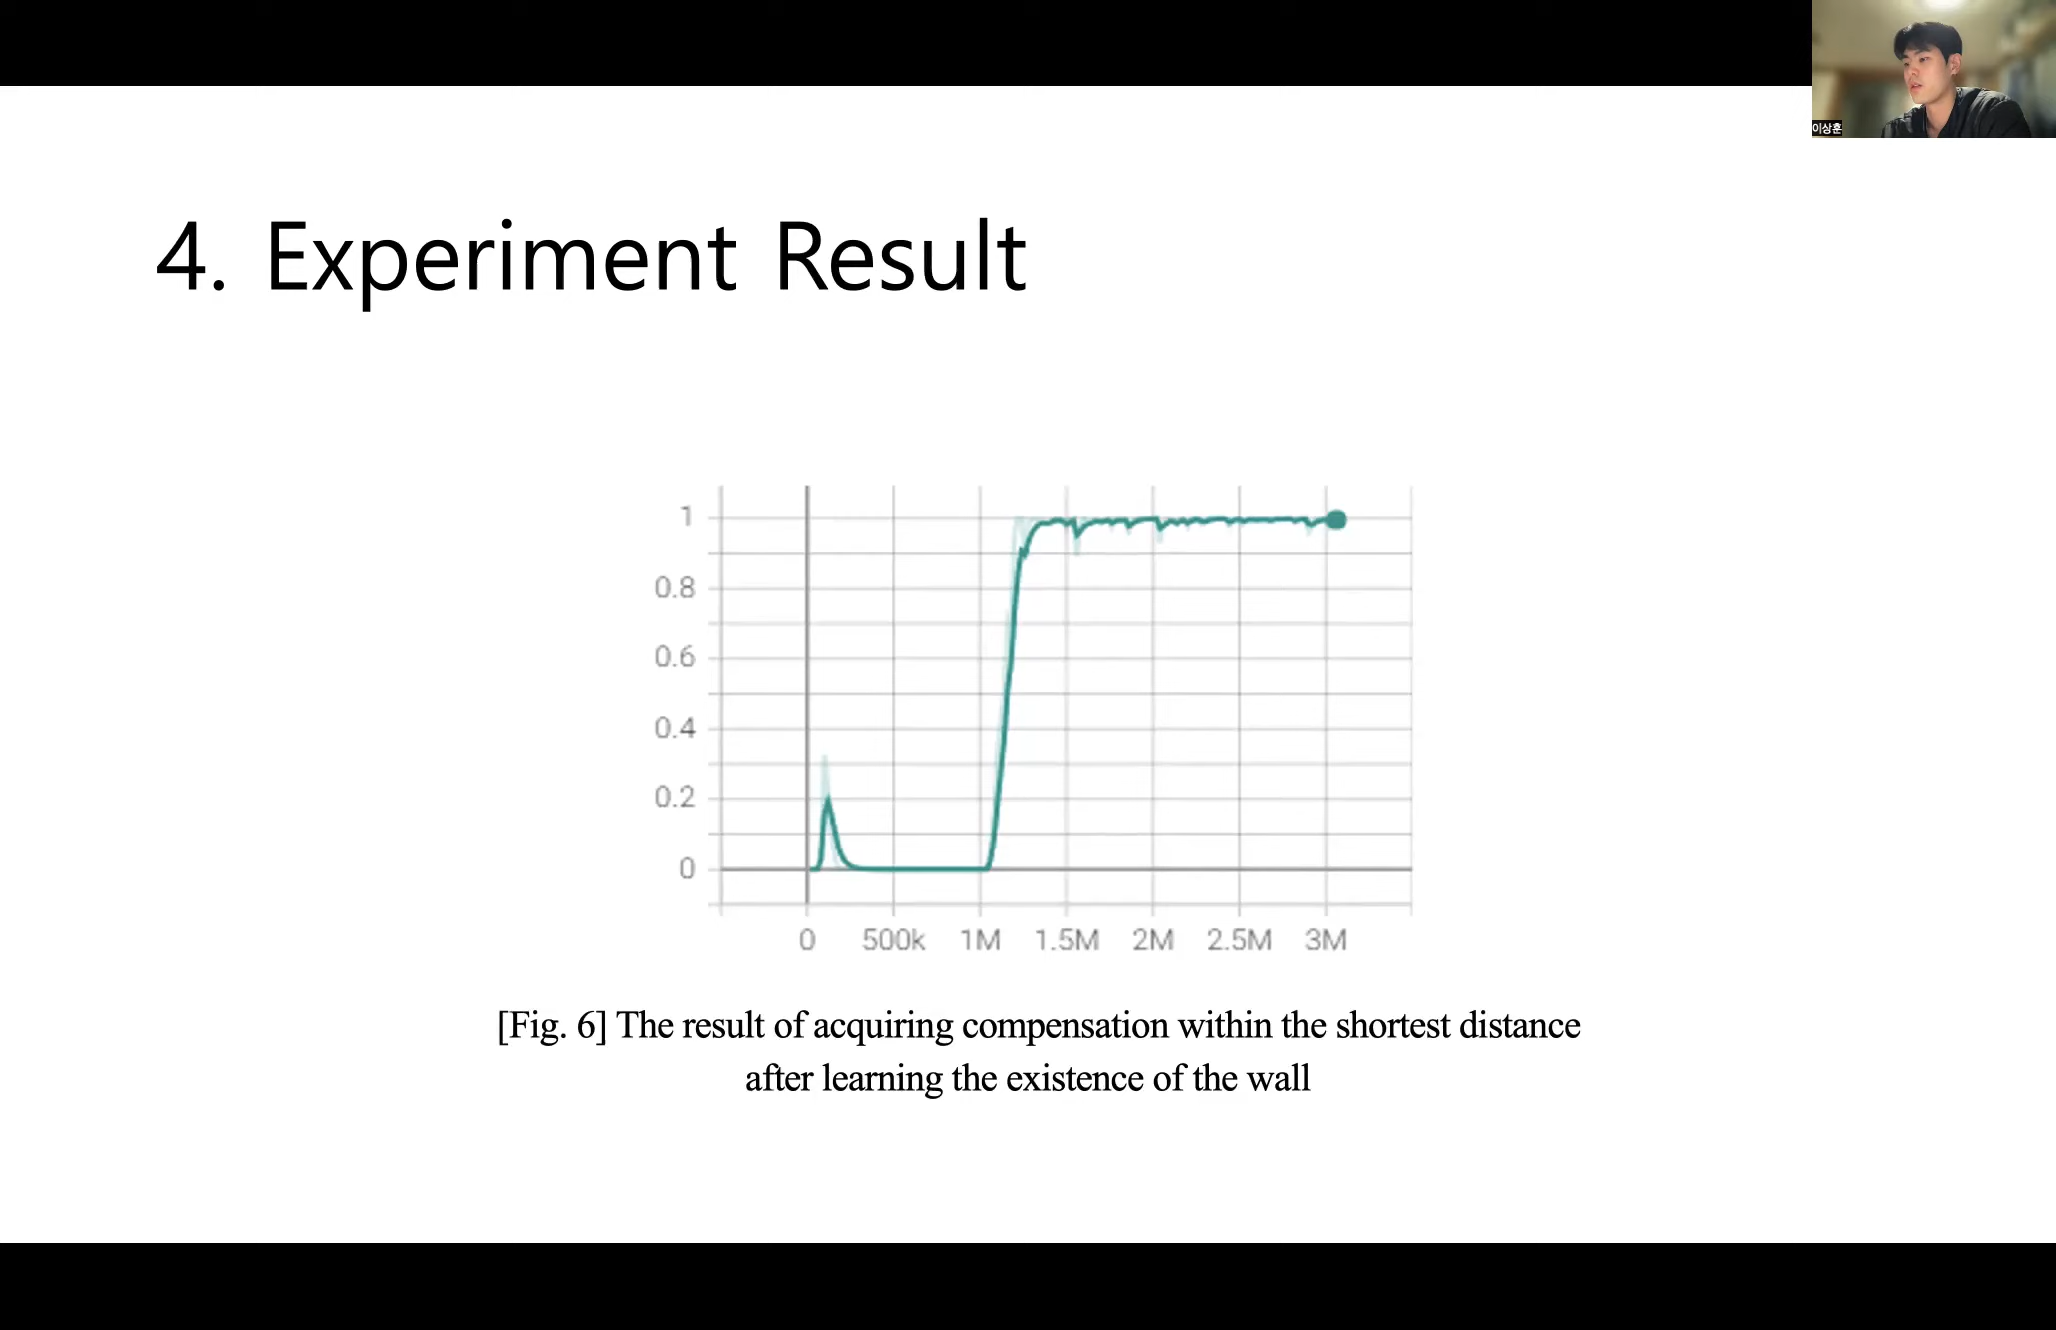 이상훈
4. Experiment Result
1
0.8
0.6
0.4
0.2
0
0 500k 1M 1.5M 2M 2.5M 3M
[Fig. 6] The result of acquiring compensation within the shortest distance
after learning the existence of the wall